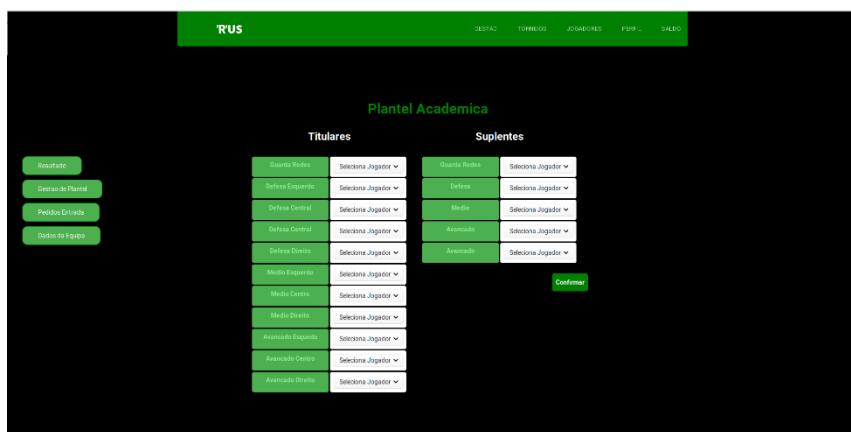 'R'US
GESTAO TORNEIOS JOGADORES PERFIL SALDO
Plantel Academica
Titulares
Suplentes
Resultado
Gestao de Plantel
Pedidos Entrada
Dados da Equipa
Guarda Redes Seleciona Jogador
Defesa Esquerdo Seleciona Jogador
Defesa Central Seleciona Jogador
Defesa Central Seleciona Jogador
Defesa Direito Seleciona Jogador
Medio Esquerdo Seleciona Jogador
Medio Centro Seleciona Jogador
Medio Direito Seleciona Jogador
Avancado Esquerdo Seleciona Jogador
Avancado Centro Seleciona Jogador
Avancado Direito Seleciona Jogador
Guarda Redes Seleciona Jogador
Defesa Seleciona Jogador
Medio Seleciona Jogador
Avancado Seleciona Jogador
Avancado Seleciona Jogador
Confirmar